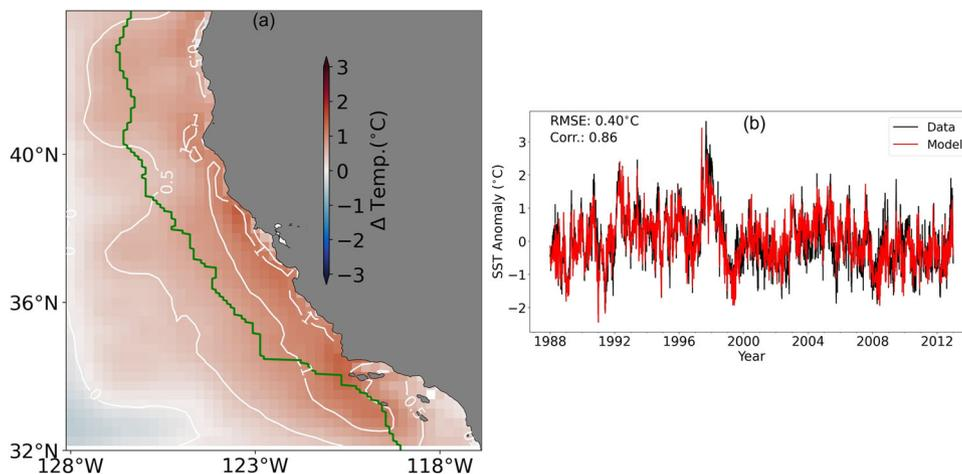 (a)
3
2
1
0
−1
−2
−3
Δ Temp.(°C)
40°N
36°N
32°N
128°W
123°W
118°W
0.5
1
0
RMSE: 0.40°C
Corr.: 0.86
(b)
Data
Model
SST Anomaly (°C)
3
2
1
0
−1
−2
1988
1992
1996
2000
2004
2008
2012
Year